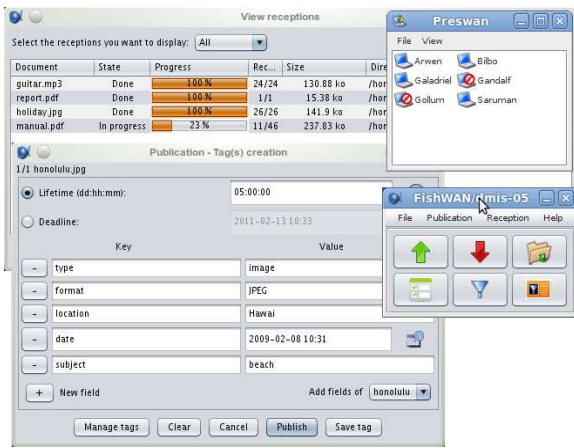 View receptions
Select the receptions you want to display: All
Document State Progress Rec... Size Dire
guitar.mp3 Done 100 % 24/24 130.88 ko /hor
report.pdf Done 100 % 1/1 15.38 ko /hor
holiday.jpg Done 100 % 26/26 141.9 ko /hor
manual.pdf In progress 23 % 11/46 237.83 ko /hor
Publication - Tag(s) creation
1/1 honolulu.jpg
Lifetime (dd:hh:mm): 05:00:00
Deadline: 2011-02-13 10:33
Key Value
- type image
- format JPEG
- location Hawai
- date 2009-02-08 10:31
- subject beach
+ New field Add fields of honolulu
Manage tags Clear Cancel Publish Save tag
Preswan
File View
Arwen Bilbo
Galadriel Gandalf
Gollum Saruman
FishWAN/dmis-05
File Publication Reception Help